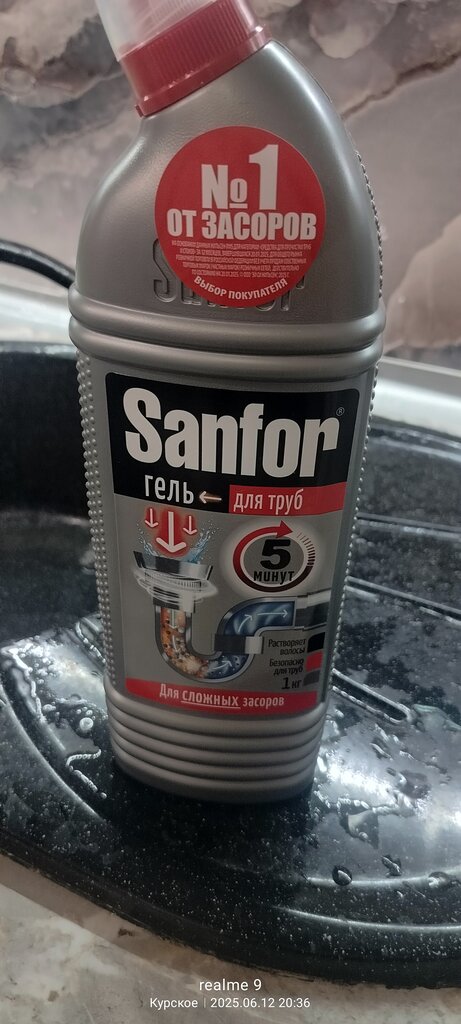 №1
ОТ ЗАСОРОВ
ВЫБОР ПОКУПАТЕЛЯ
Sanfor
Sanfor®
гель
для труб
5
минут
Растворяет
волосы
Безопасно
для труб
1 кг
Для сложных засоров
realme 9
Курское | 2025.06.12 20:36